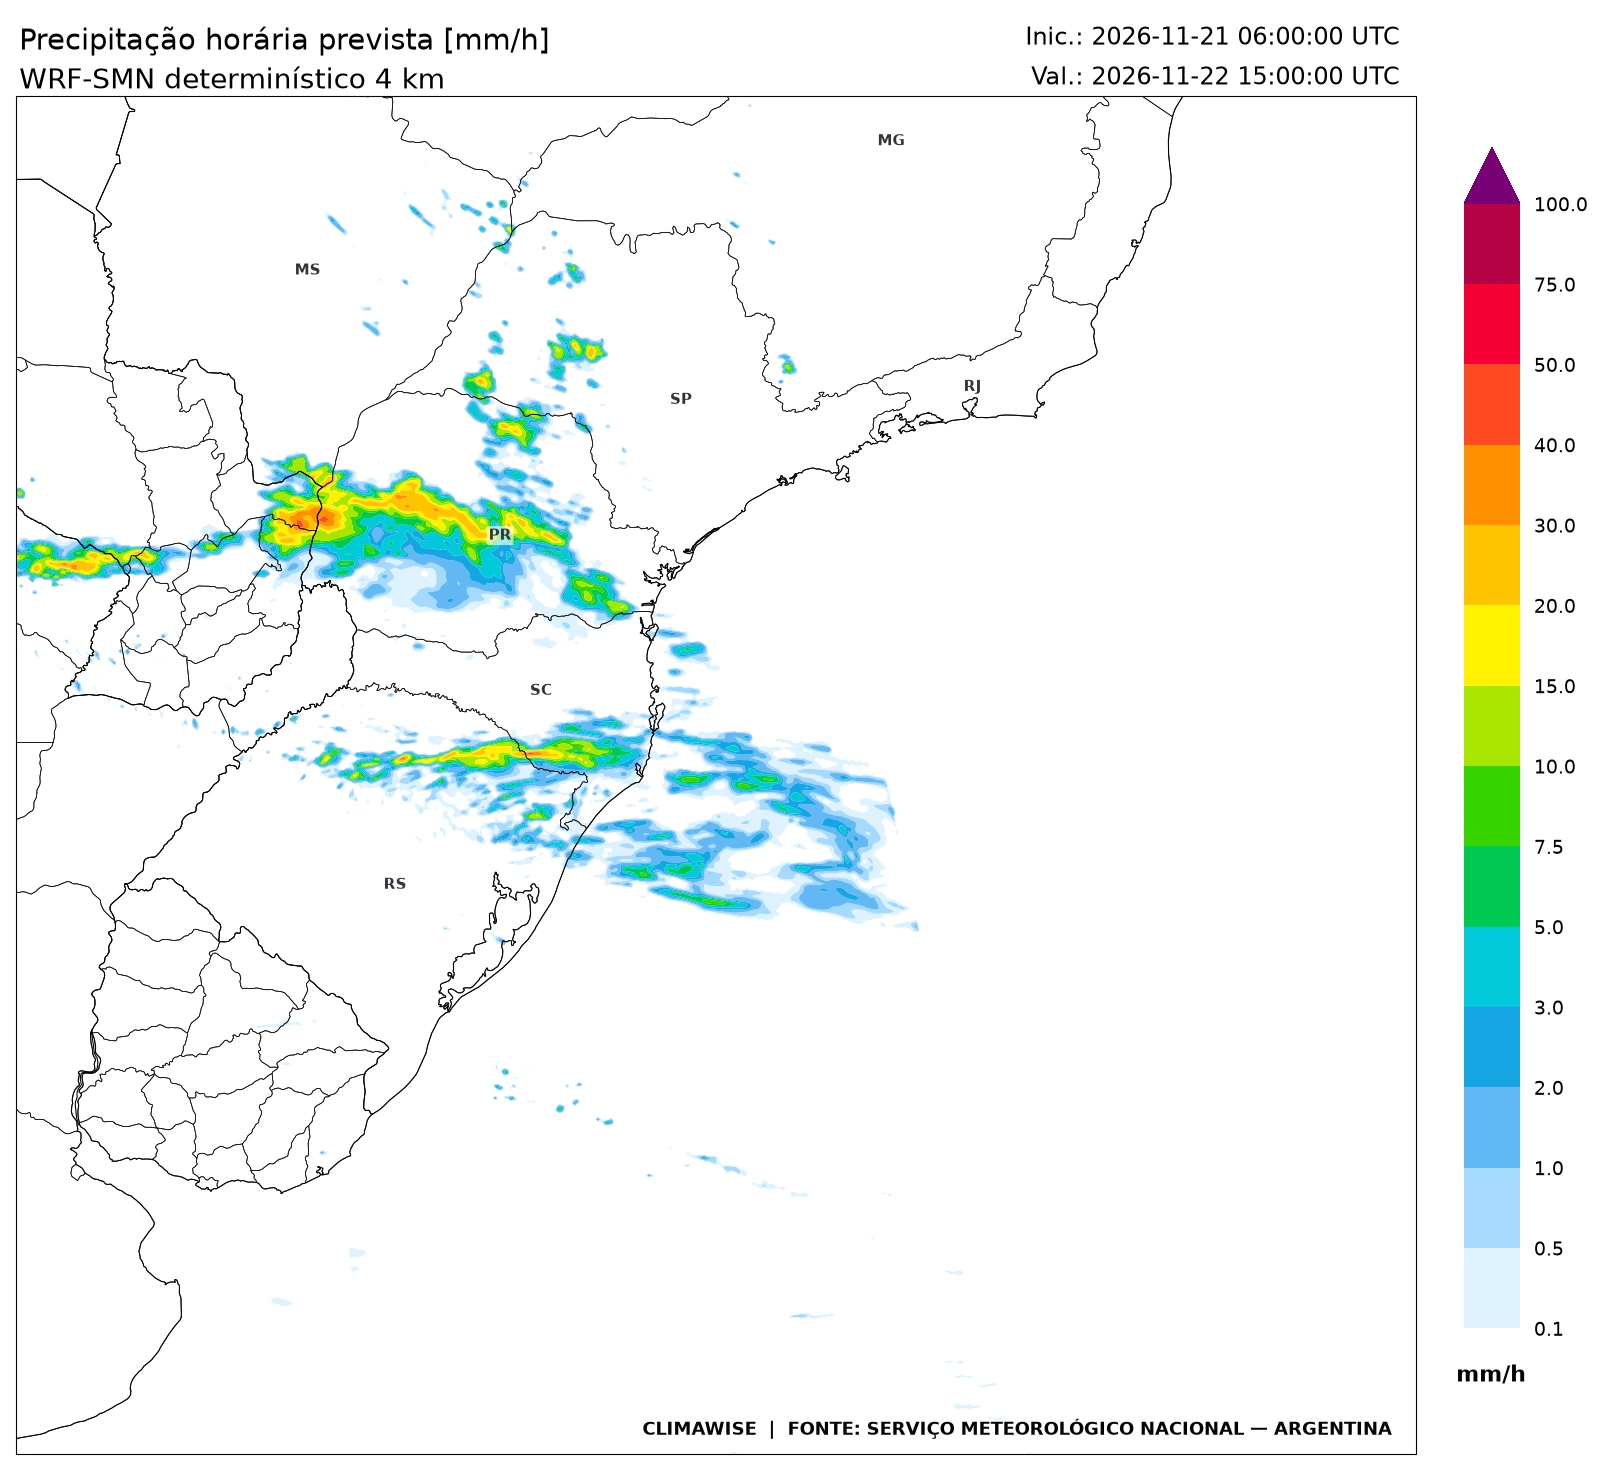 Precipitação horária prevista [mm/h]
WRF-SMN determinístico 4 km
Inic.: 2026-11-21 06:00:00 UTC
Val.: 2026-11-22 15:00:00 UTC
MG
MS
RJ
SP
PR
SC
RS
100.0
75.0
50.0
40.0
30.0
20.0
15.0
10.0
7.5
5.0
3.0
2.0
1.0
0.5
0.1
mm/h
CLIMAWISE | FONTE: SERVIÇO METEOROLÓGICO NACIONAL — ARGENTINA